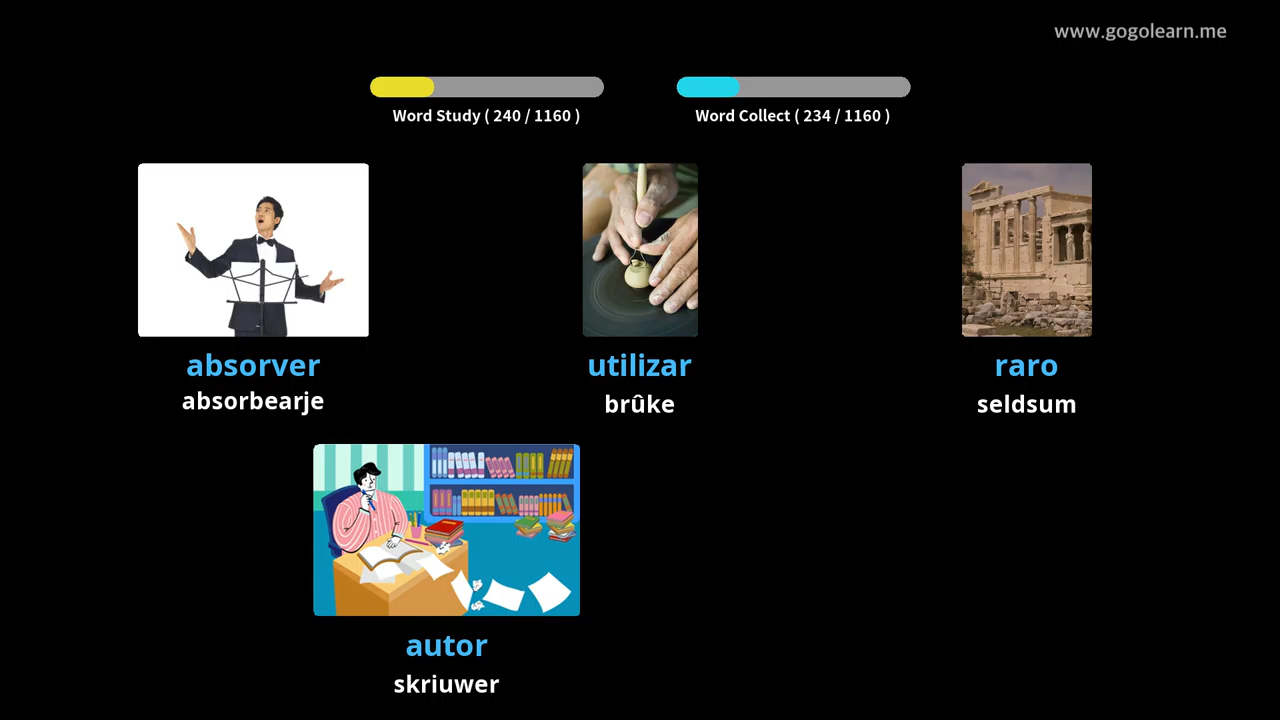 www.gogolearn.me
Word Study ( 240 / 1160 )
Word Collect ( 234 / 1160 )
absorver
absorbearje
utilizar
brûke
raro
seldsum
autor
skriuwer